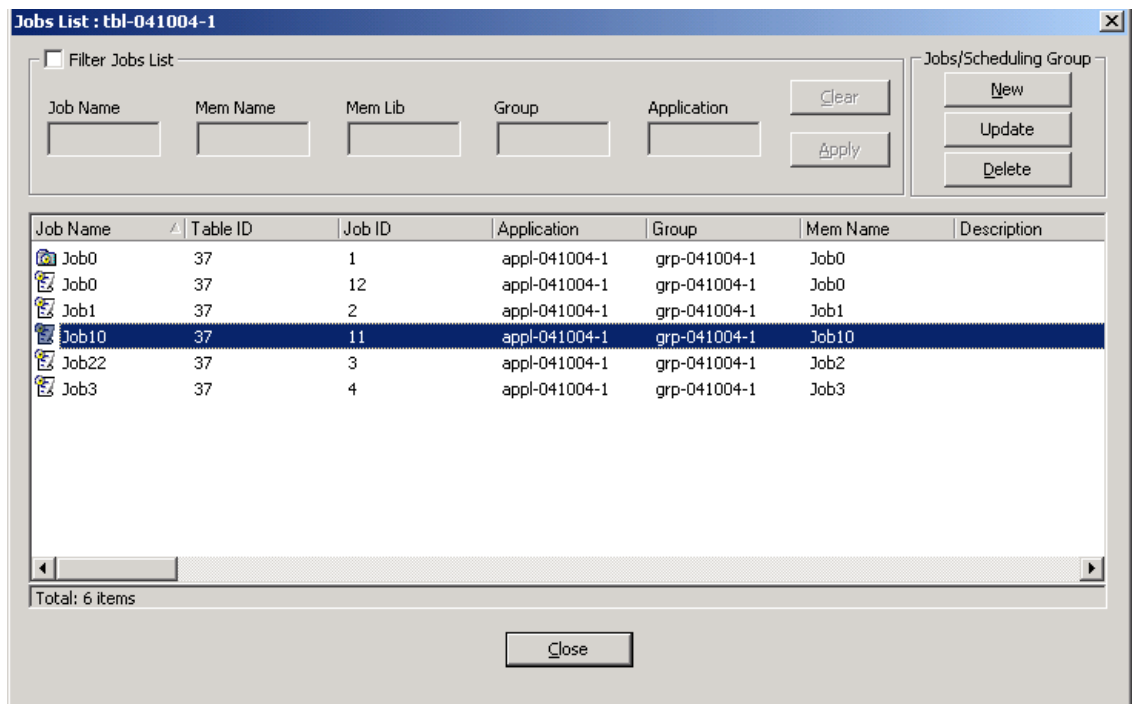 Jobs List : tbl-041004-1
Filter Jobs List
Jobs/Scheduling Group
Job Name Mem Name Mem Lib Group Application
Clear
Apply
New
Update
Delete
Job Name Table ID Job ID Application Group Mem Name Description
Job0 37 1 appl-041004-1 grp-041004-1 Job0
Job0 37 12 appl-041004-1 grp-041004-1 Job0
Job1 37 2 appl-041004-1 grp-041004-1 Job1
Job10 37 11 appl-041004-1 grp-041004-1 Job10
Job22 37 3 appl-041004-1 grp-041004-1 Job2
Job3 37 4 appl-041004-1 grp-041004-1 Job3
Total: 6 items
Close